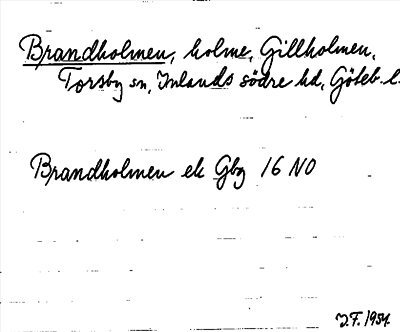 Brandholmen, holme, Gillholmen,
Torsby sn, Inlands södre hd, Göteb. l.
Brandholmen ek Gbg 16 NO
J.F. 1954.